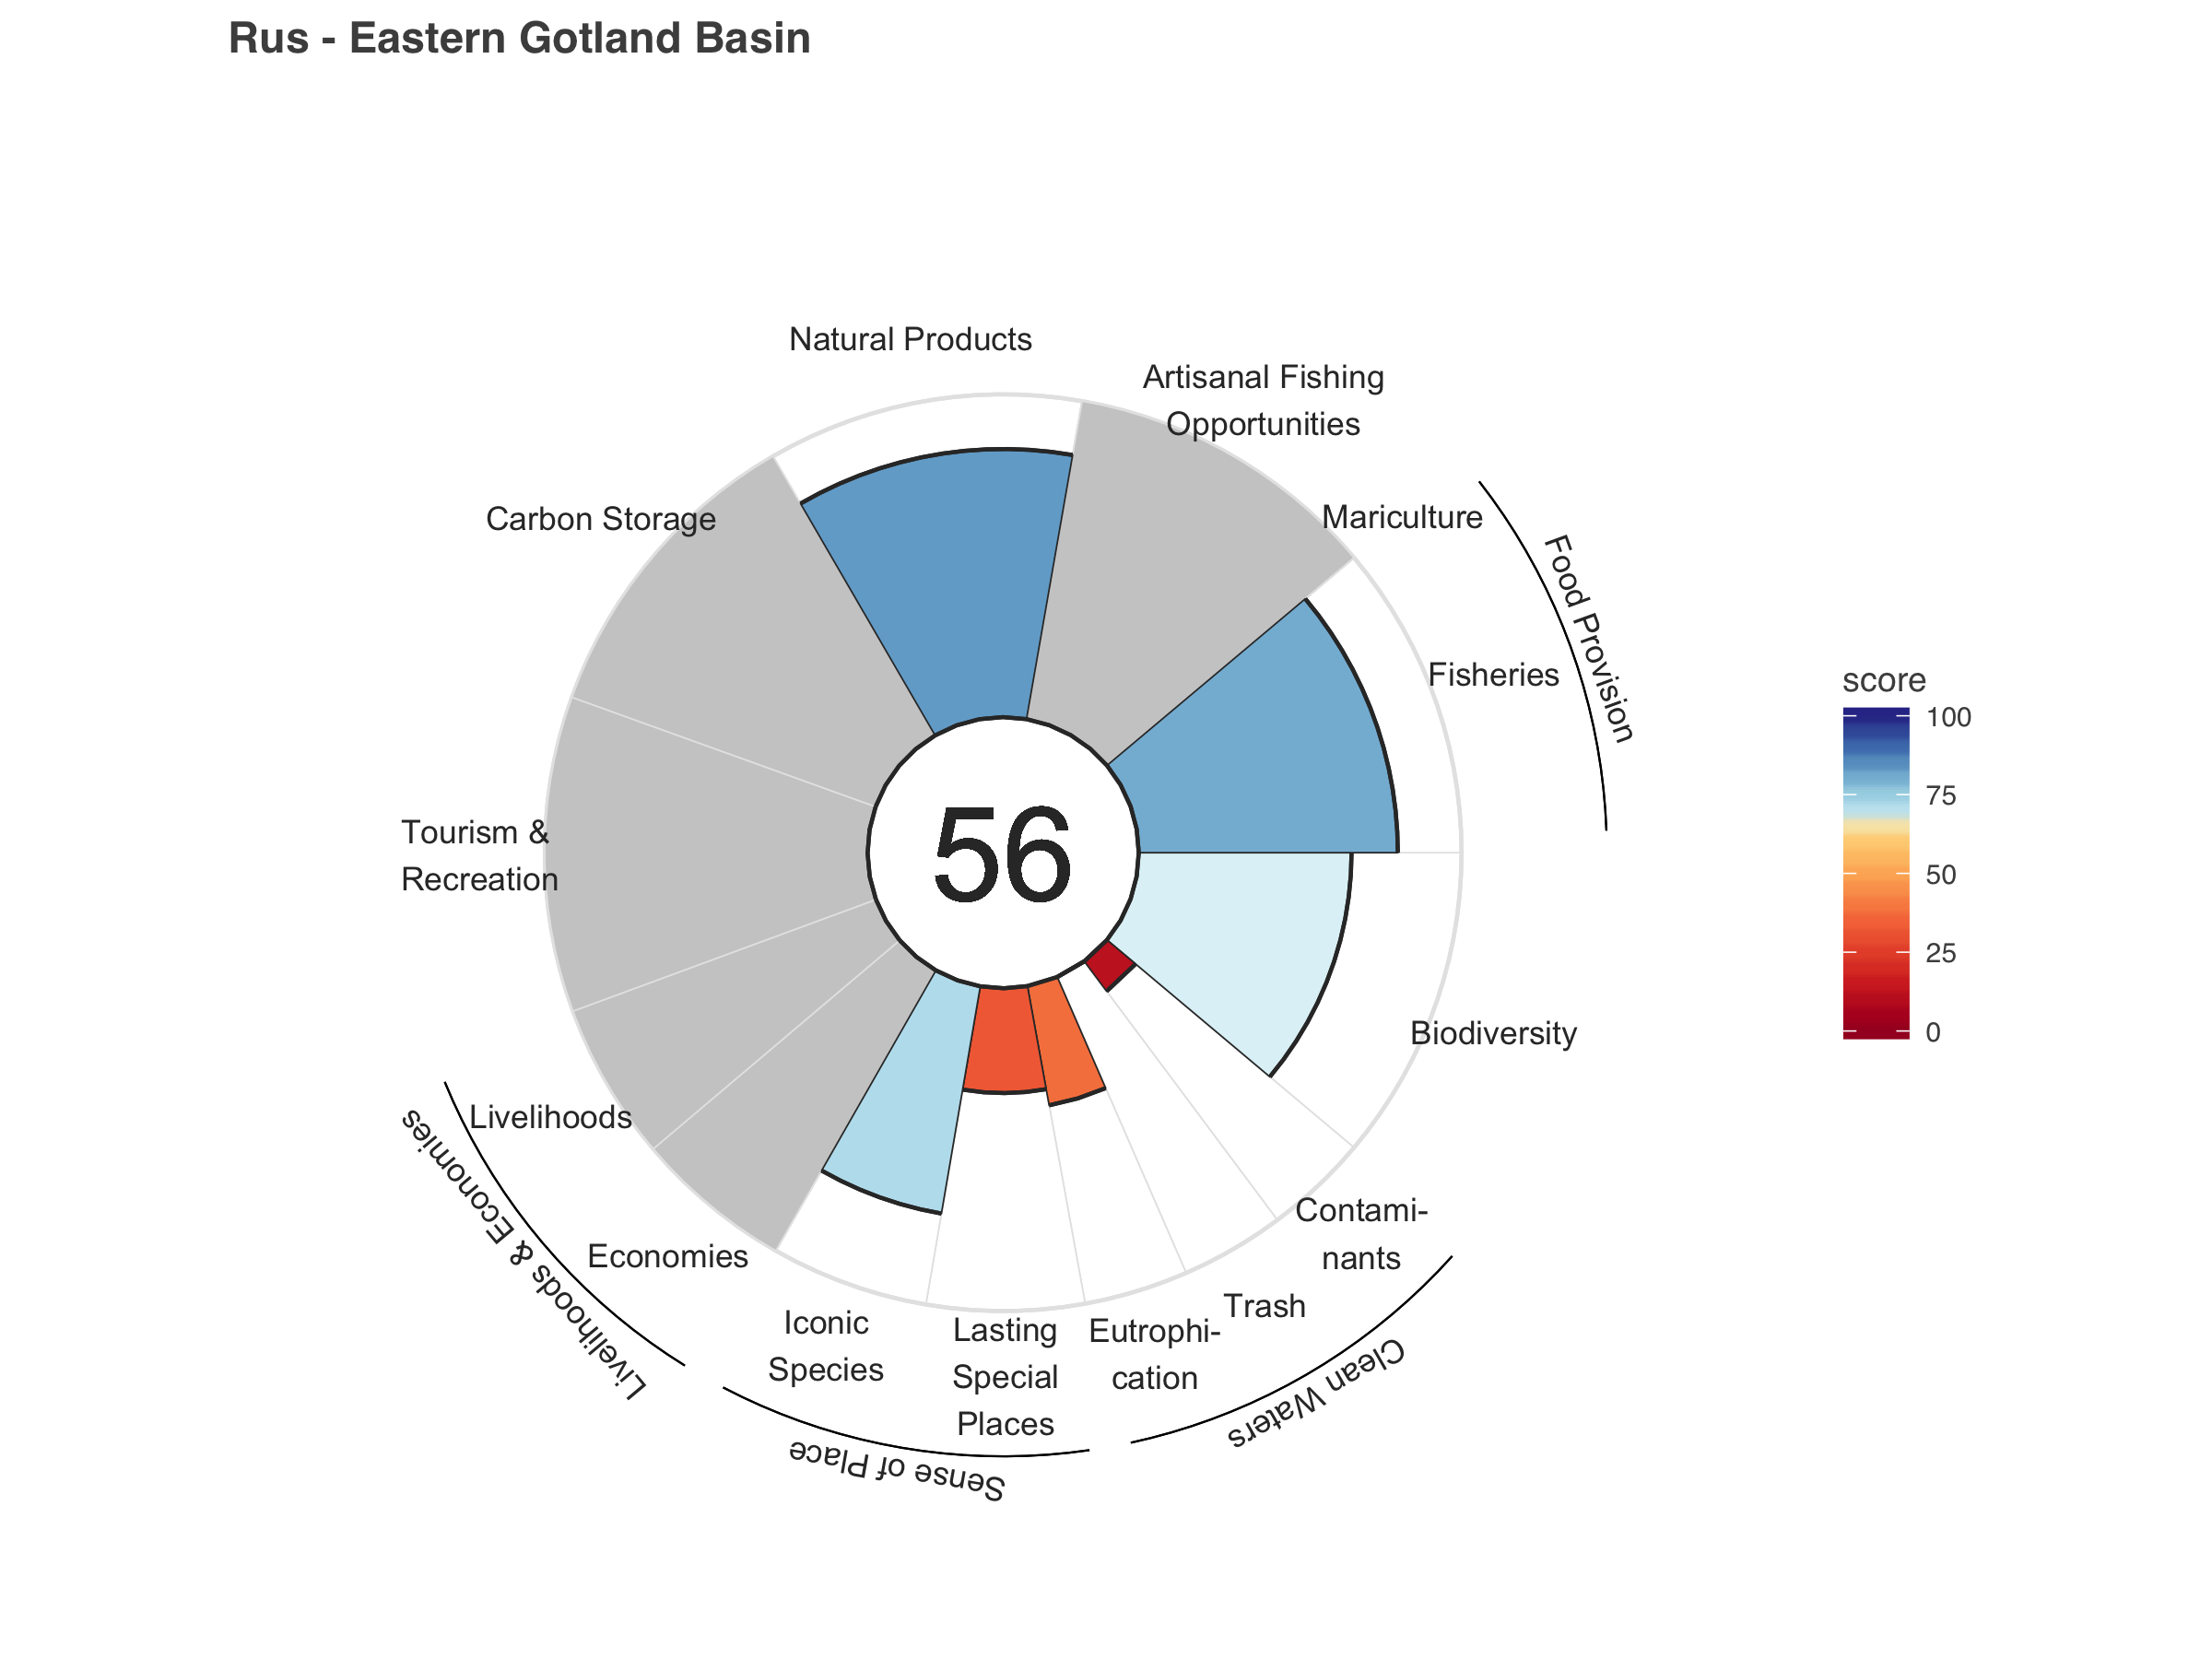 Rus - Eastern Gotland Basin
Natural Products
Artisanal Fishing
Opportunities
Carbon Storage
Mariculture
Food Provision
Fisheries
score
100
75
50
25
0
56
Tourism &
Recreation
Biodiversity
Livelihoods
Livelihoods & Economies
Economies
Contami-
nants
Trash
Clean Waters
Iconic
Species
Lasting
Special
Places
Eutrophi-
cation
Sense of Place